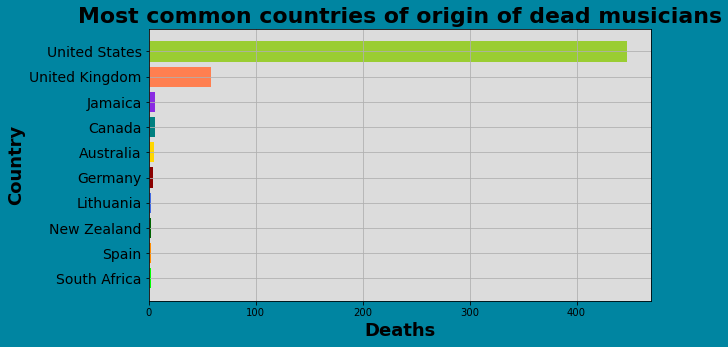 Most common countries of origin of dead musicians
United States
United Kingdom
Jamaica
Canada
Australia
Germany
Lithuania
New Zealand
Spain
South Africa
Country
0 100 200 300 400
Deaths